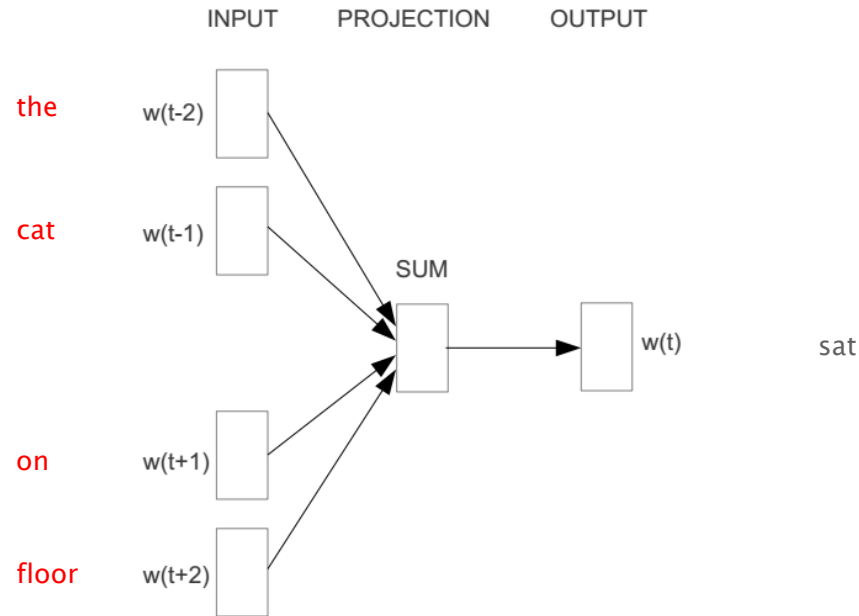 INPUT PROJECTION OUTPUT
the w(t-2)
cat w(t-1)
SUM
w(t) sat
on w(t+1)
floor w(t+2)